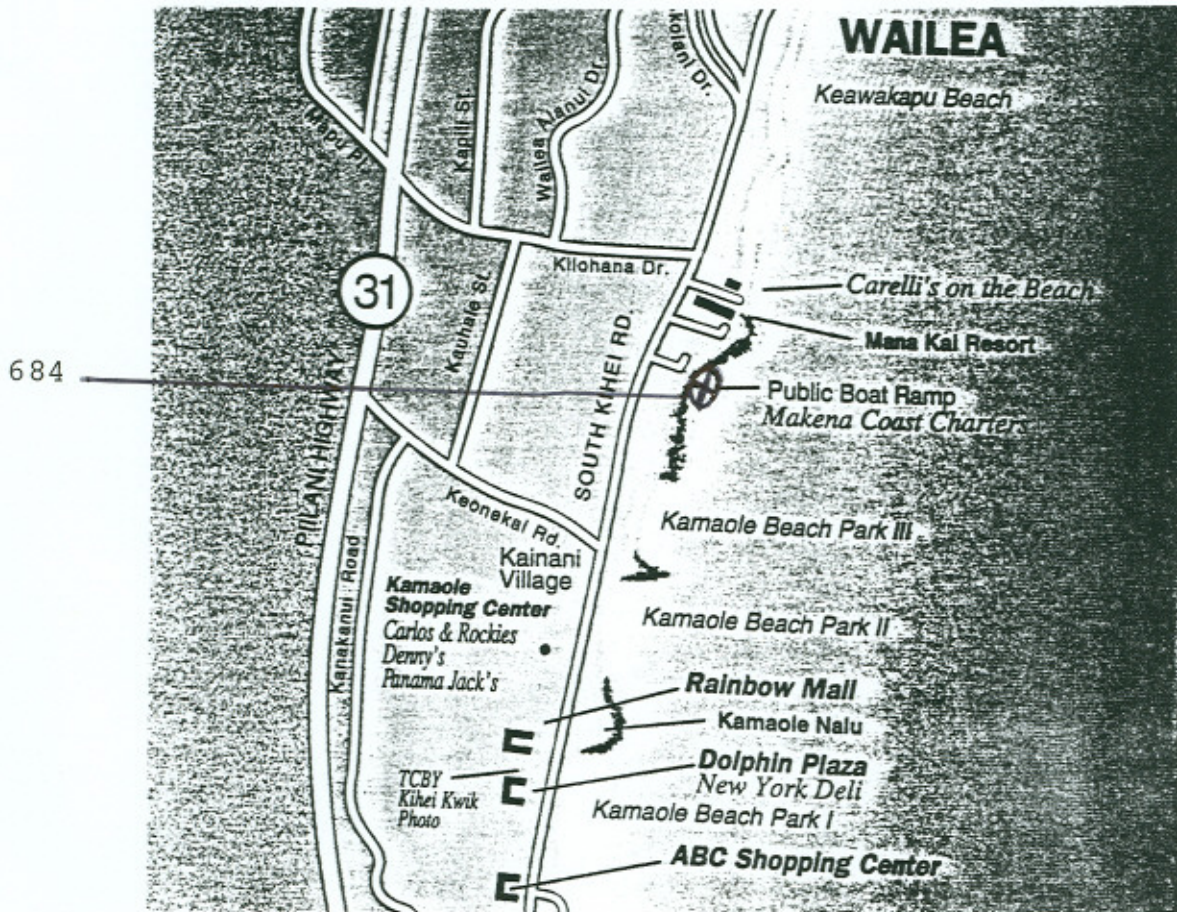 WAILEA
Keawakapu Beach
kolani Dr.
Wailea Alanui Dr.
Kapili St.
Mapu Pl.
Kilohana Dr.
31
Kauhale St.
SOUTH KIHEI RD.
Carelli's on the Beach
Mana Kai Resort
684
Public Boat Ramp
Makena Coast Charters
PIILANI HIGHWAY
Keonekai Rd.
Kamaole Beach Park III
Kainani
Village
Kanakanui Road
Kamaole
Shopping Center
Carlos & Rockies
Denny's
Panama Jack's
Kamaole Beach Park II
Rainbow Mall
Kamaole Nalu
TCBY
Kihei Kwik
Photo
Dolphin Plaza
New York Deli
Kamaole Beach Park I
ABC Shopping Center